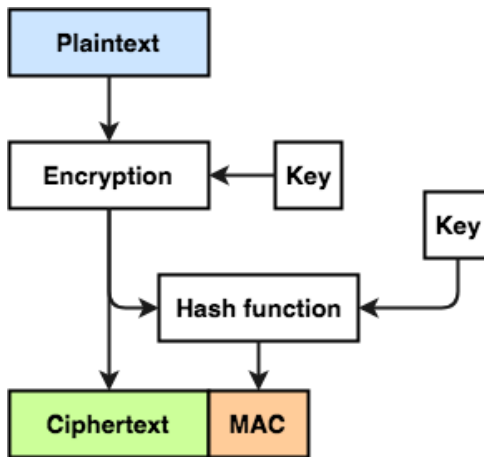 Plaintext
Encryption
Key
Key
Hash function
Ciphertext
MAC